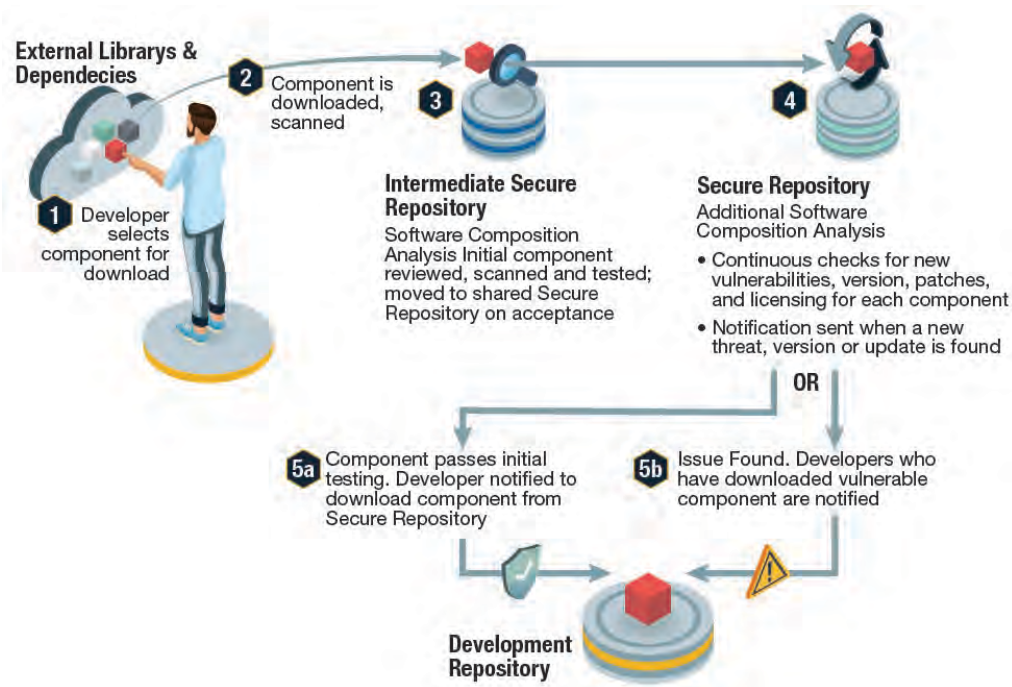 External Librarys &
Dependecies
2
Component is
downloaded,
scanned
1
Developer
selects
component for
download
3
Intermediate Secure
Repository
Software Composition
Analysis Initial component
reviewed, scanned and tested;
moved to shared Secure
Repository on acceptance
4
Secure Repository
Additional Software
Composition Analysis
• Continuous checks for new
vulnerabilities, version, patches,
and licensing for each component
• Notification sent when a new
threat, version or update is found
OR
5a
Component passes initial
testing. Developer notified to
download component from
Secure Repository
5b
Issue Found. Developers who
have downloaded vulnerable
component are notified
Development
Repository